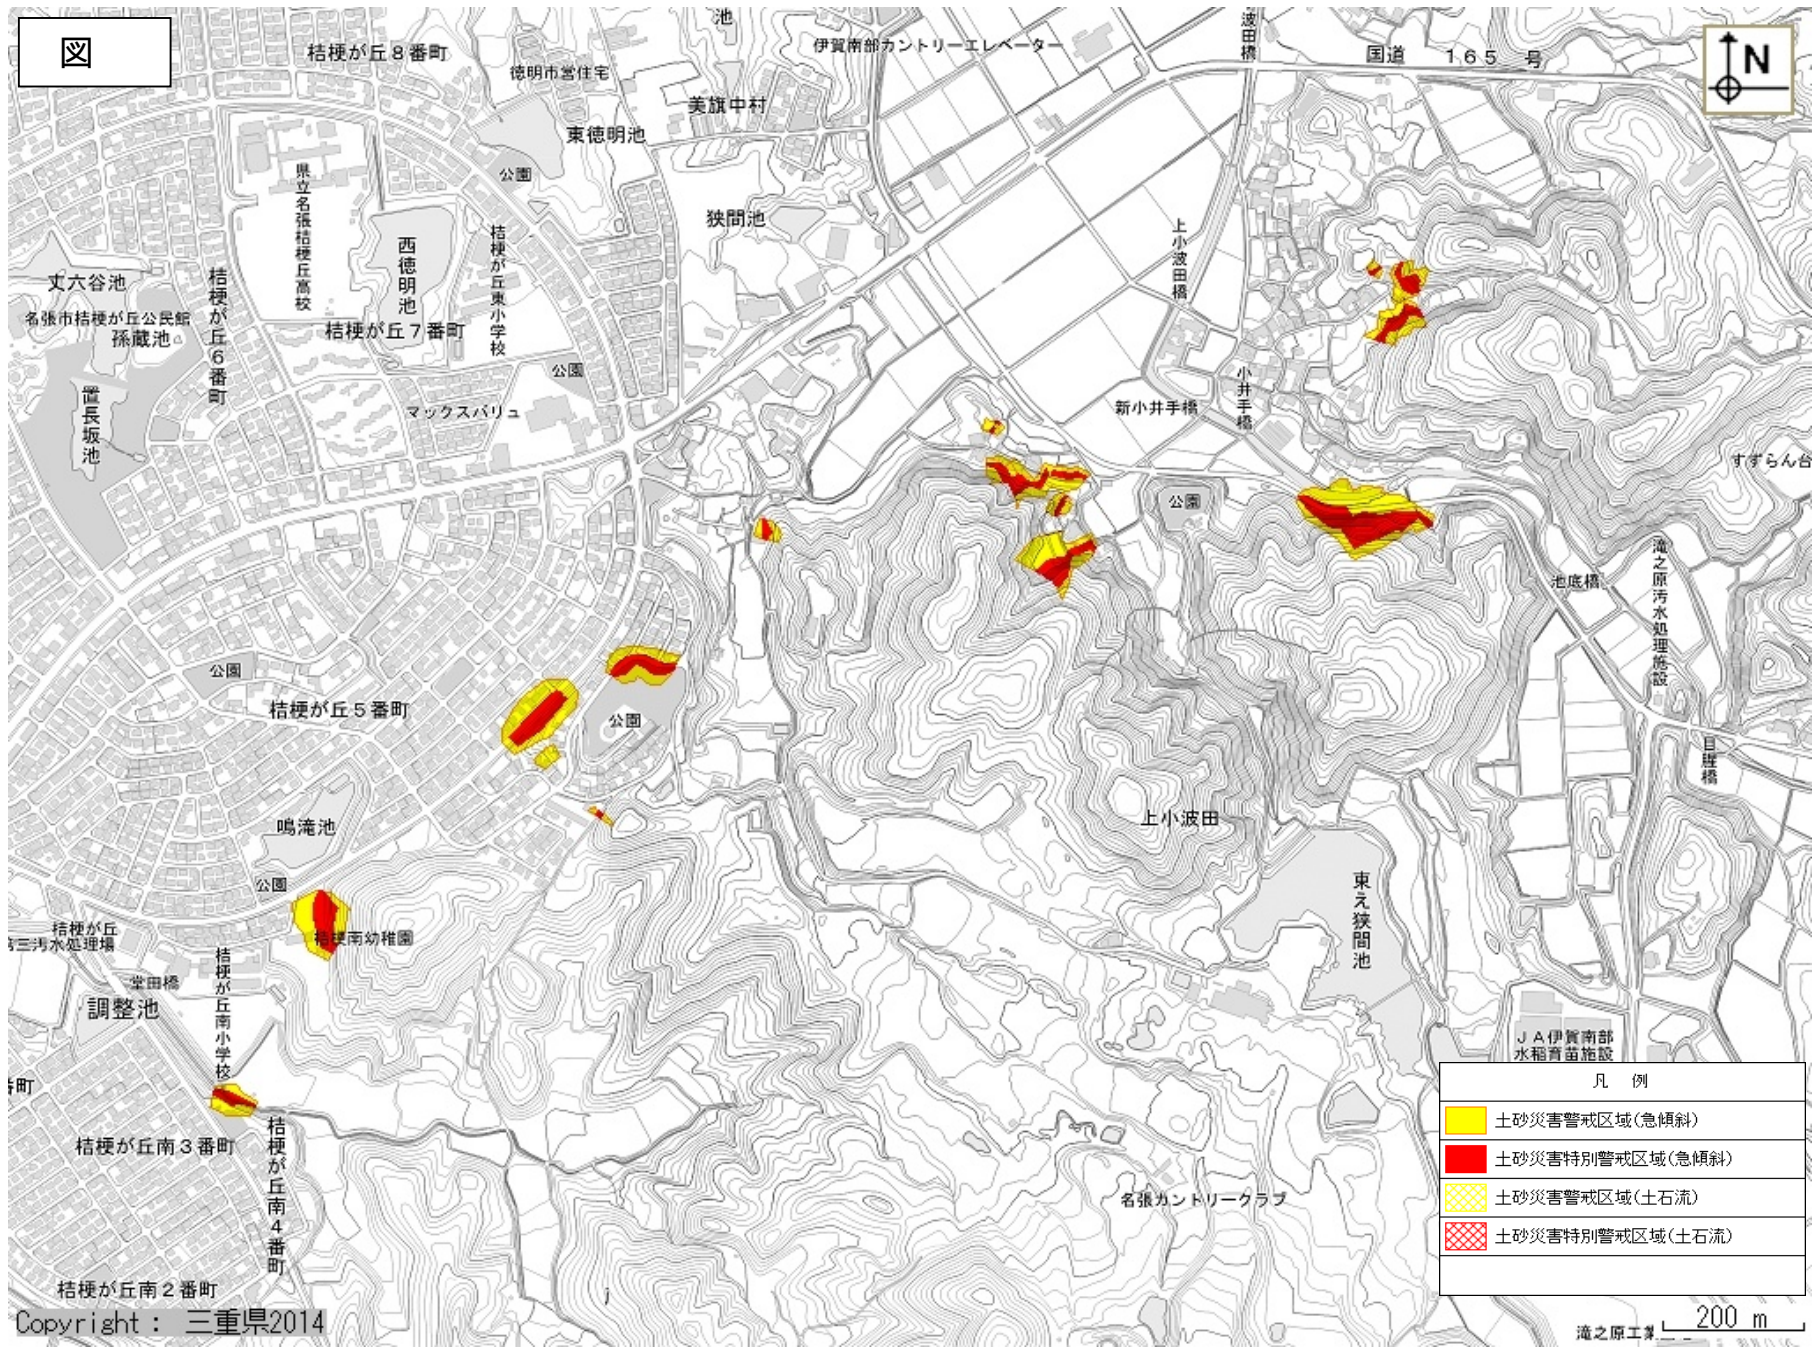 図
池
波田橋
桔梗が丘８番町
徳明市営住宅
伊賀南部カントリーエレベーター
国道　１６５　号
N
美旗中村
東徳明池
公園
県立名張桔梗丘高校
西徳明池
桔梗が丘東小学校
狭間池
上小波田橋
丈六谷池
桔梗が丘６番町
名張市桔梗が丘公民館
孫蔵池
桔梗が丘７番町
公園
置長坂池
マックスバリュ
新小井手橋
小井手橋
すずらん台
公園
池底橋
滝之原汚水処理施設
公園
桔梗が丘５番町
公園
鳴滝池
上小波田
公園
東え狭間池
桔梗が丘
第三汚水処理場
桔梗南幼稚園
堂田橋
桔梗が丘南小学校
調整池
ＪＡ伊賀南部
水稲育苗施設
番町
桔梗が丘南３番町
桔梗が丘南４番町
名張カントリークラブ
桔梗が丘南２番町
凡　例
土砂災害警戒区域(急傾斜)
土砂災害特別警戒区域(急傾斜)
土砂災害警戒区域(土石流)
土砂災害特別警戒区域(土石流)
Copyright :　三重県2014
200 m
滝之原工業